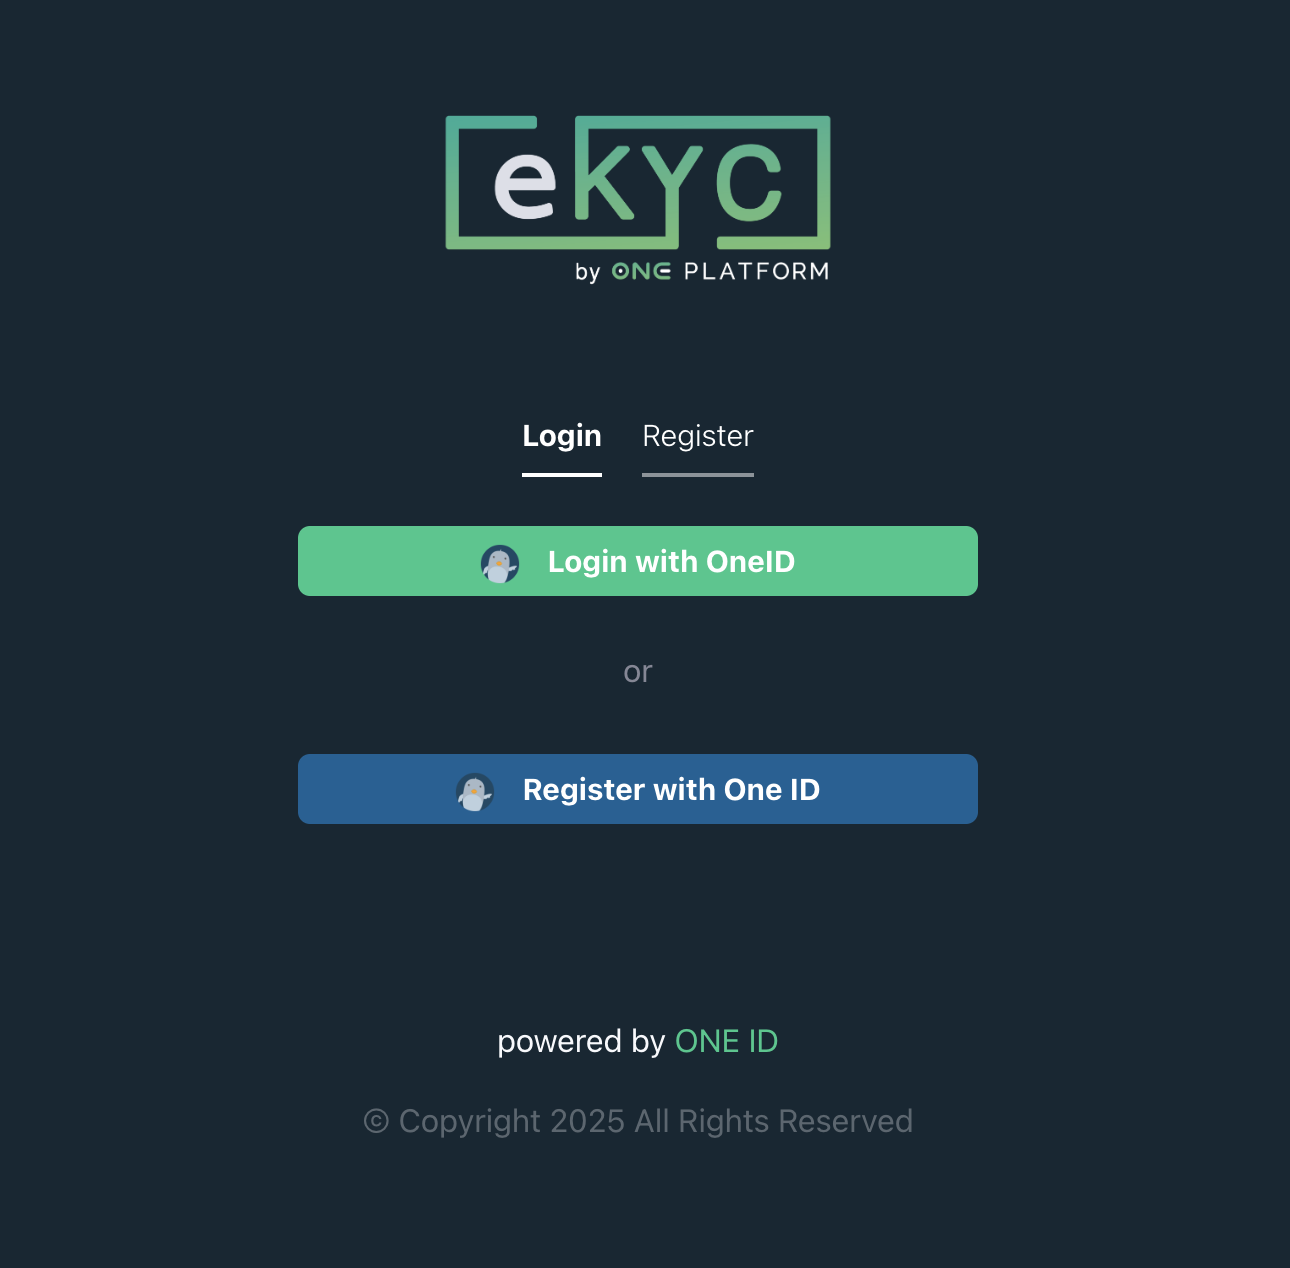 eKYC
by ONE PLATFORM
Login Register
Login with OneID
or
Register with One ID
powered by ONE ID
© Copyright 2025 All Rights Reserved